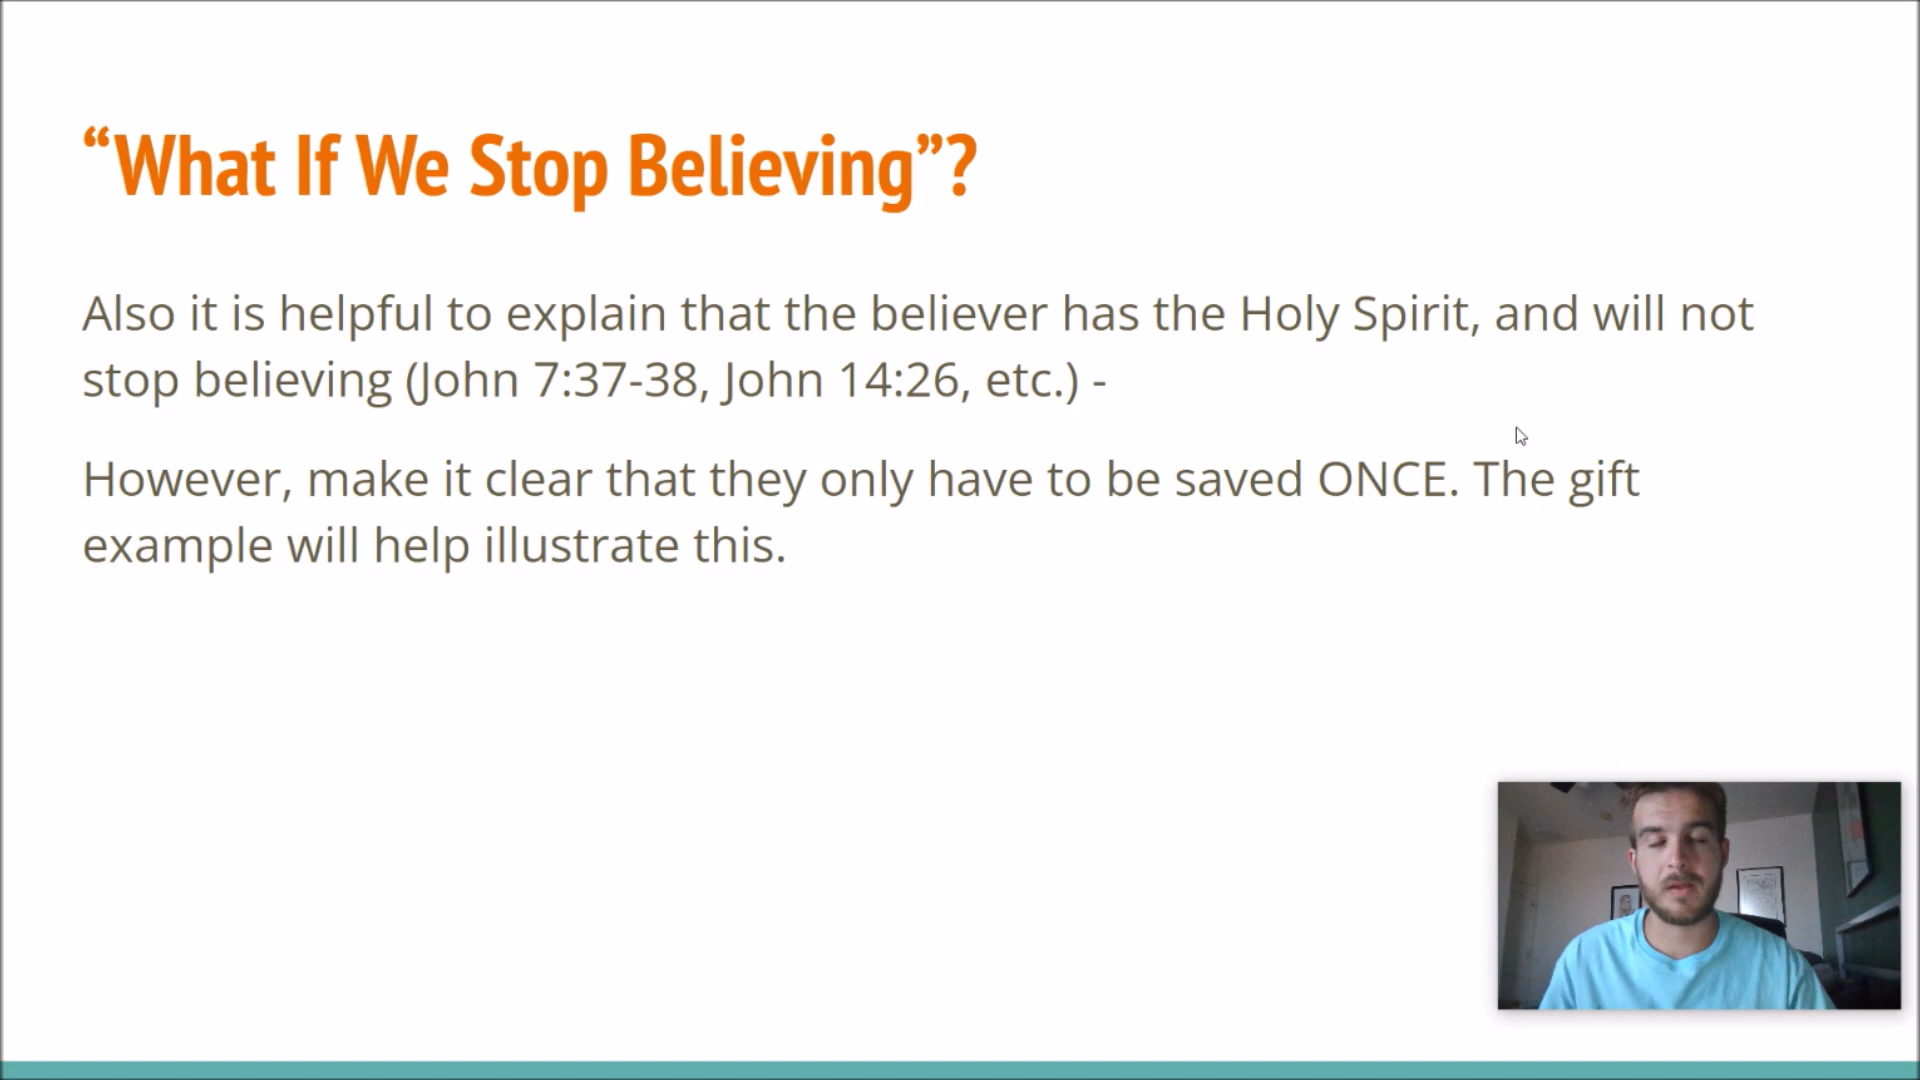 “What If We Stop Believing”?
Also it is helpful to explain that the believer has the Holy Spirit, and will not
stop believing (John 7:37-38, John 14:26, etc.) -
However, make it clear that they only have to be saved ONCE. The gift
example will help illustrate this.